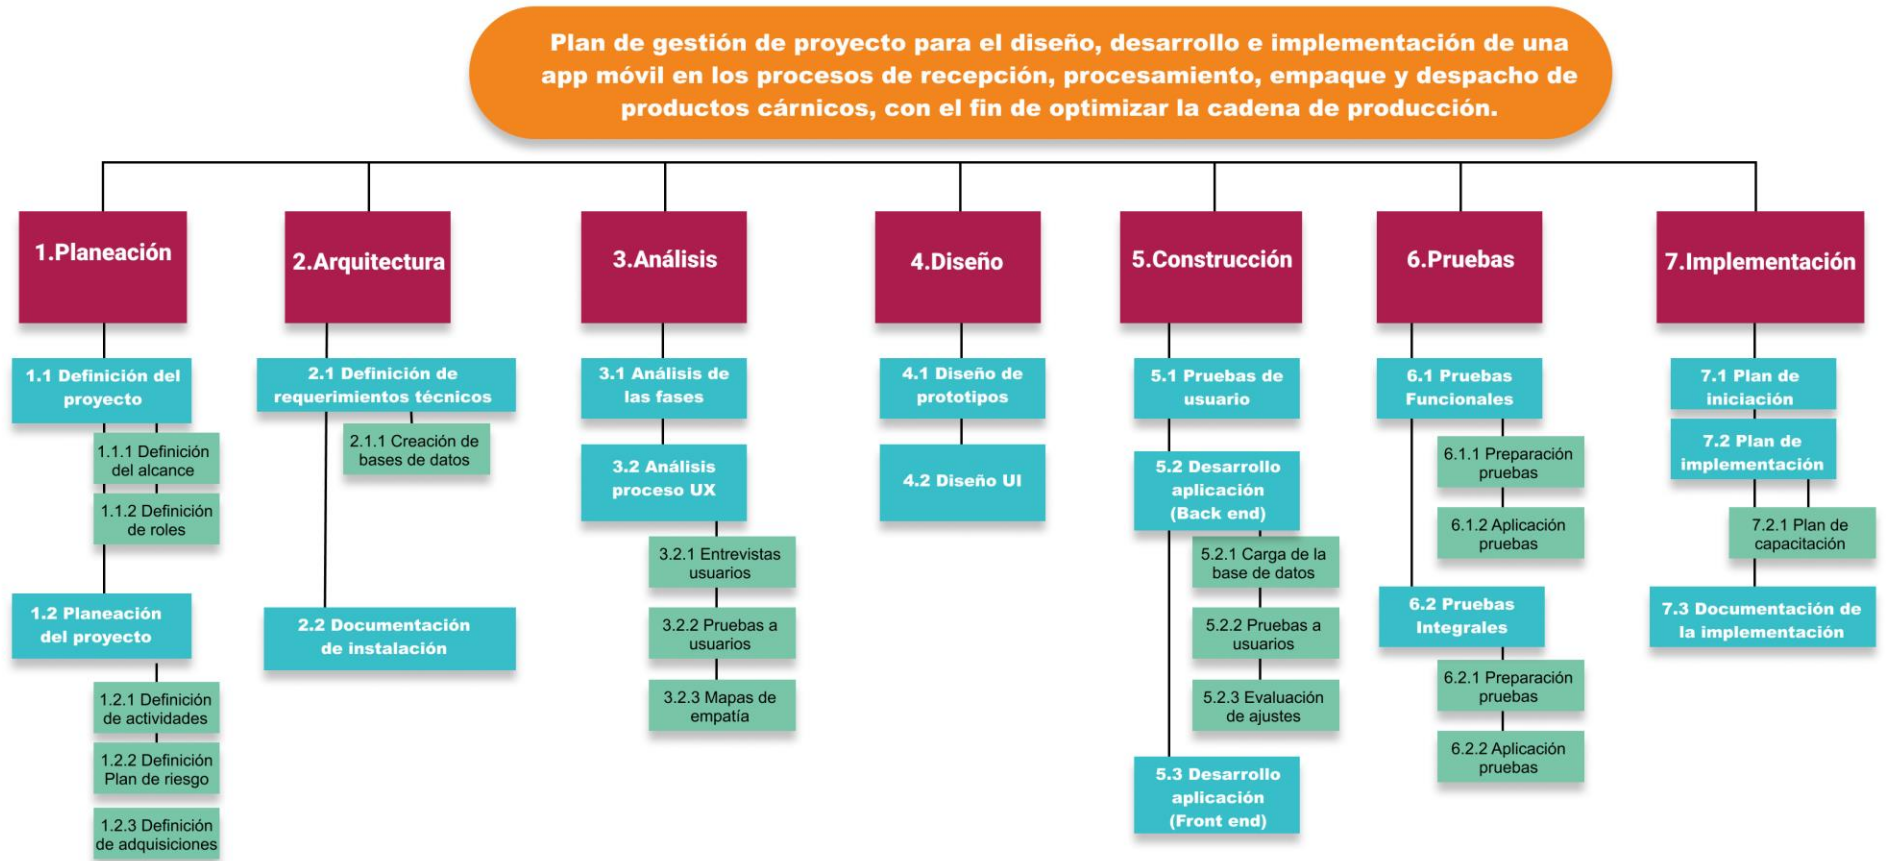 Plan de gestión de proyecto para el diseño, desarrollo e implementación de una
app móvil en los procesos de recepción, procesamiento, empaque y despacho de
productos cárnicos, con el fin de optimizar la cadena de producción.
1.Planeación
1.1 Definición del
proyecto
1.1.1 Definición
del alcance
1.1.2 Definición
de roles
1.2 Planeación
del proyecto
1.2.1 Definición
de actividades
1.2.2 Definición
Plan de riesgo
1.2.3 Definición
de adquisiciones
2.Arquitectura
2.1 Definición de
requerimientos técnicos
2.1.1 Creación de
bases de datos
2.2 Documentación
de instalación
3.Análisis
3.1 Análisis de
las fases
3.2 Análisis
proceso UX
3.2.1 Entrevistas
usuarios
3.2.2 Pruebas a
usuarios
3.2.3 Mapas de
empatía
4.Diseño
4.1 Diseño de
prototipos
4.2 Diseño UI
5.Construcción
5.1 Pruebas de
usuario
5.2 Desarrollo
aplicación
(Back end)
5.2.1 Carga de la
base de datos
5.2.2 Pruebas a
usuarios
5.2.3 Evaluación
de ajustes
5.3 Desarrollo
aplicación
(Front end)
6.Pruebas
6.1 Pruebas
Funcionales
6.1.1 Preparación
pruebas
6.1.2 Aplicación
pruebas
6.2 Pruebas
Integrales
6.2.1 Preparación
pruebas
6.2.2 Aplicación
pruebas
7.Implementación
7.1 Plan de
iniciación
7.2 Plan de
implementación
7.2.1 Plan de
capacitación
7.3 Documentación de
la implementación